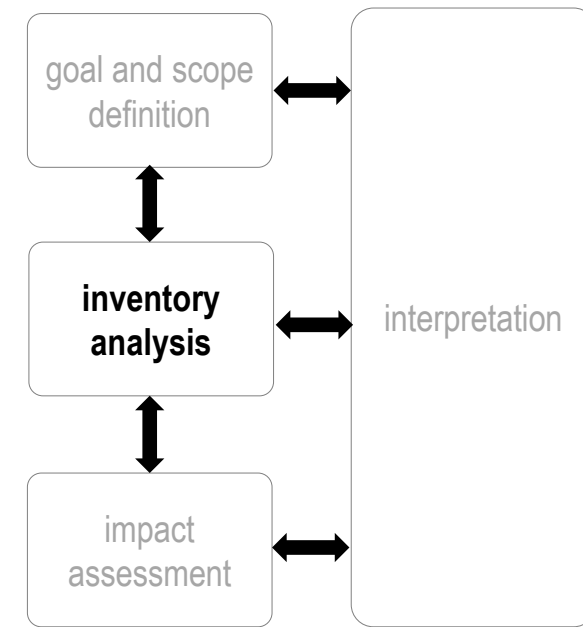 goal and scope
definition
inventory
analysis
interpretation
impact
assessment